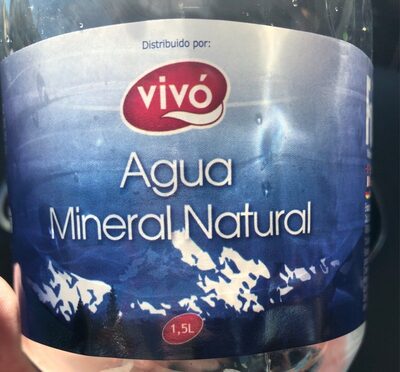 Distribuido por:
vivó
Agua
Mineral Natural
1,5L